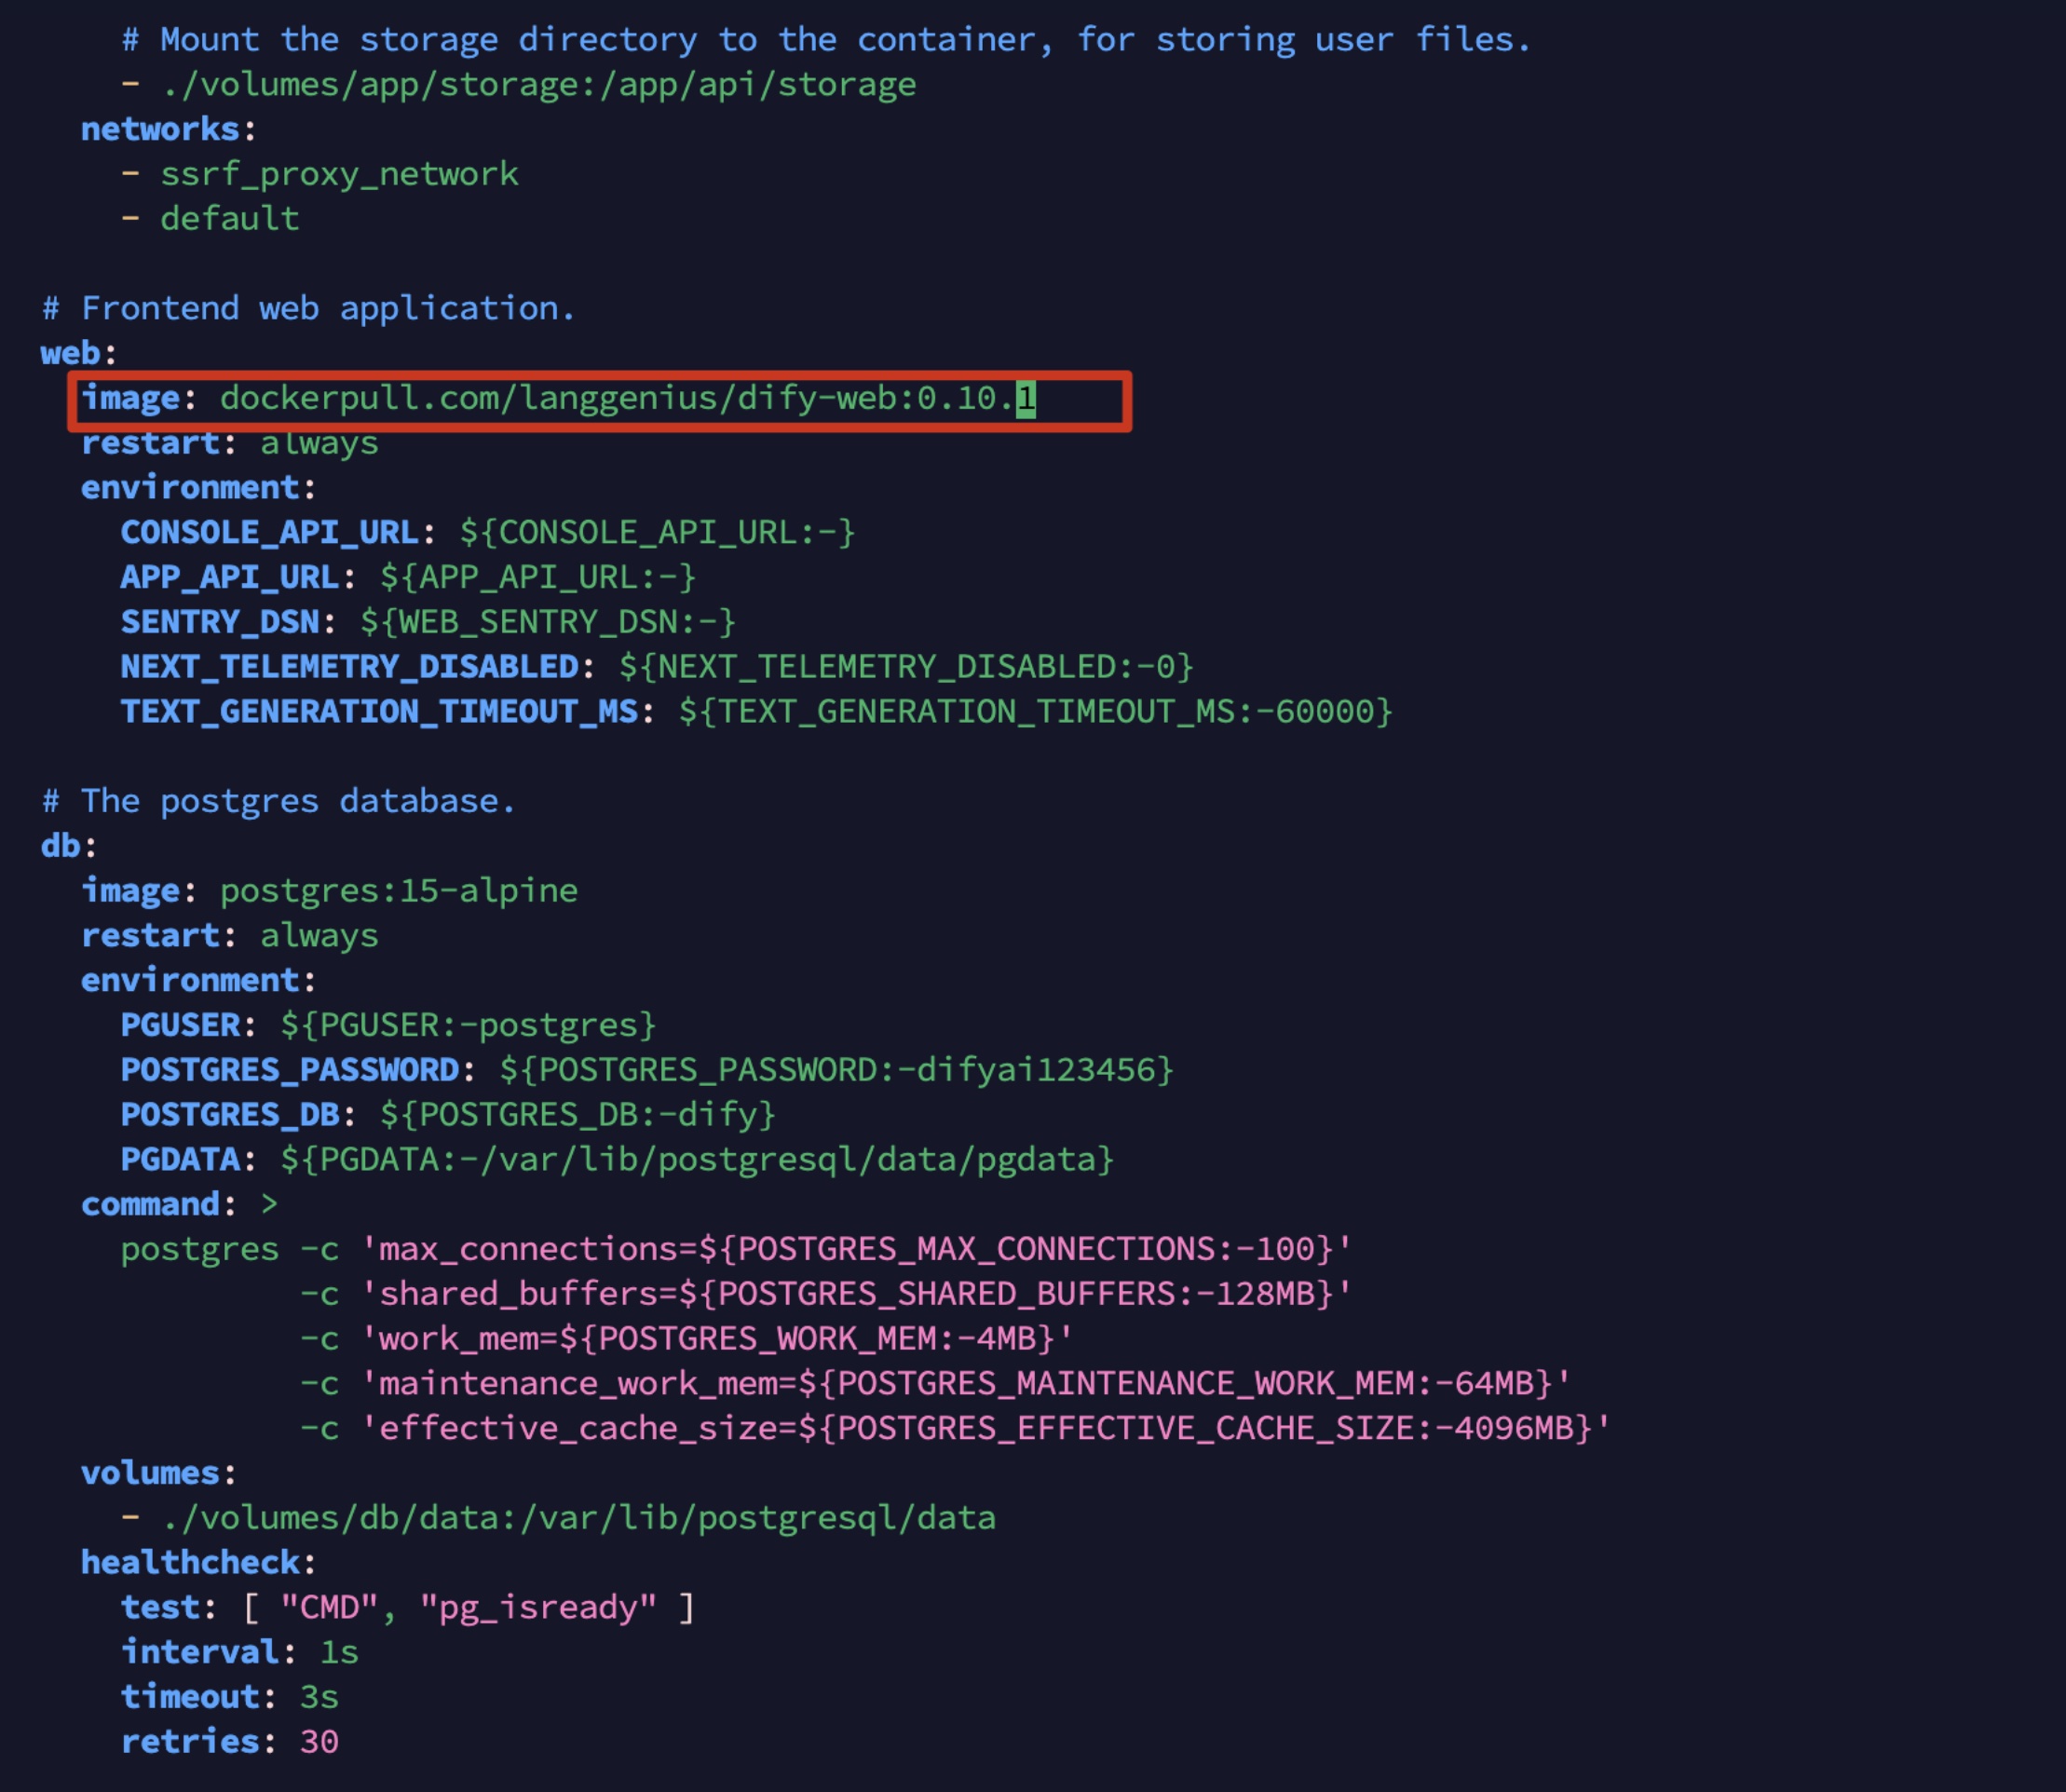 # Mount the storage directory to the container, for storing user files.
- ./volumes/app/storage:/app/api/storage
networks:
- ssrf_proxy_network
- default
# Frontend web application.
web:
image: dockerpull.com/langgenius/dify-web:0.10.1
restart: always
environment:
CONSOLE_API_URL: ${CONSOLE_API_URL:-}
APP_API_URL: ${APP_API_URL:-}
SENTRY_DSN: ${WEB_SENTRY_DSN:-}
NEXT_TELEMETRY_DISABLED: ${NEXT_TELEMETRY_DISABLED:-0}
TEXT_GENERATION_TIMEOUT_MS: ${TEXT_GENERATION_TIMEOUT_MS:-60000}
# The postgres database.
db:
image: postgres:15-alpine
restart: always
environment:
PGUSER: ${PGUSER:-postgres}
POSTGRES_PASSWORD: ${POSTGRES_PASSWORD:-difyai123456}
POSTGRES_DB: ${POSTGRES_DB:-dify}
PGDATA: ${PGDATA:-/var/lib/postgresql/data/pgdata}
command: >
postgres -c 'max_connections=${POSTGRES_MAX_CONNECTIONS:-100}'
-c 'shared_buffers=${POSTGRES_SHARED_BUFFERS:-128MB}'
-c 'work_mem=${POSTGRES_WORK_MEM:-4MB}'
-c 'maintenance_work_mem=${POSTGRES_MAINTENANCE_WORK_MEM:-64MB}'
-c 'effective_cache_size=${POSTGRES_EFFECTIVE_CACHE_SIZE:-4096MB}'
volumes:
- ./volumes/db/data:/var/lib/postgresql/data
healthcheck:
test: [ "CMD", "pg_isready" ]
interval: 1s
timeout: 3s
retries: 30